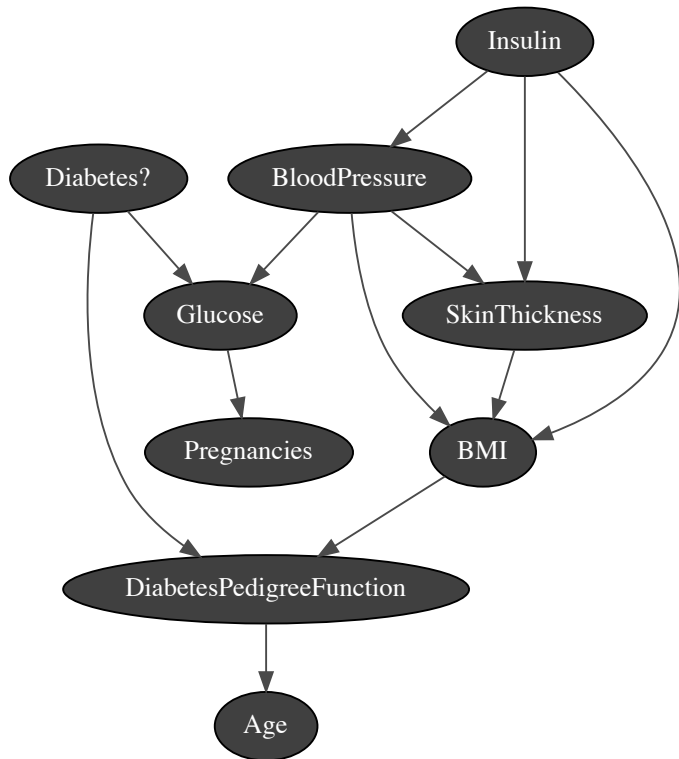 Insulin
Diabetes?
BloodPressure
Glucose
SkinThickness
Pregnancies
BMI
DiabetesPedigreeFunction
Age